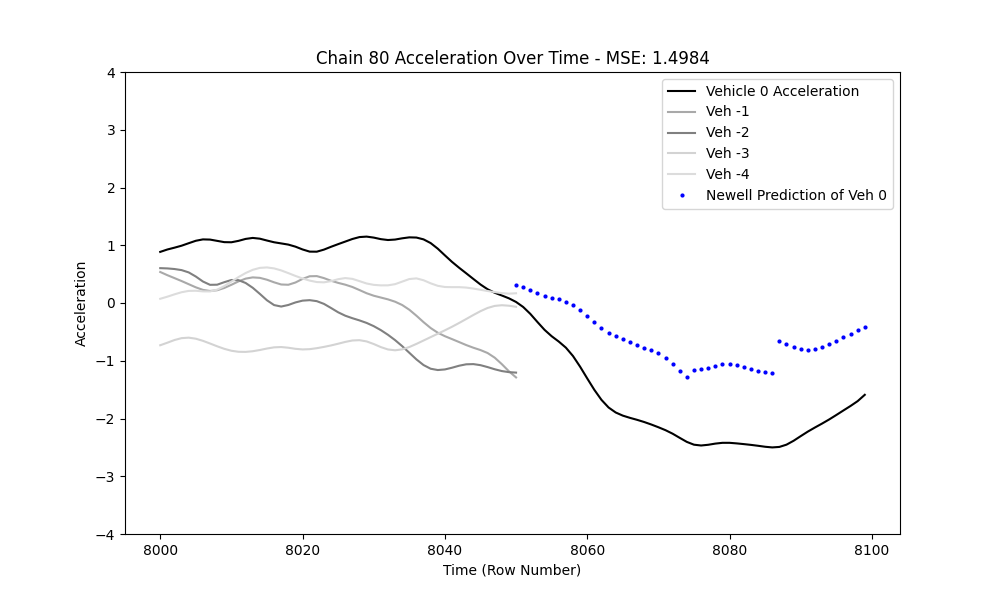 Chain 80 Acceleration Over Time - MSE: 1.4984
Acceleration
4
3
2
1
0
−1
−2
−3
−4
Vehicle 0 Acceleration
Veh -1
Veh -2
Veh -3
Veh -4
Newell Prediction of Veh 0
8000
8020
8040
8060
8080
8100
Time (Row Number)